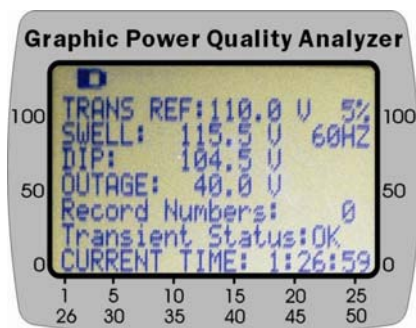 Graphic Power Quality Analyzer
TRANS REF:110.0 V 5%
SWELL: 115.5 V 60HZ
DIP: 104.5 V
OUTAGE: 40.0 V
Record Numbers: 0
Transient Status:OK
CURRENT TIME: 1:26:59
100
50
0
100
50
0
1 5 10 15 20 25
26 30 35 40 45 50